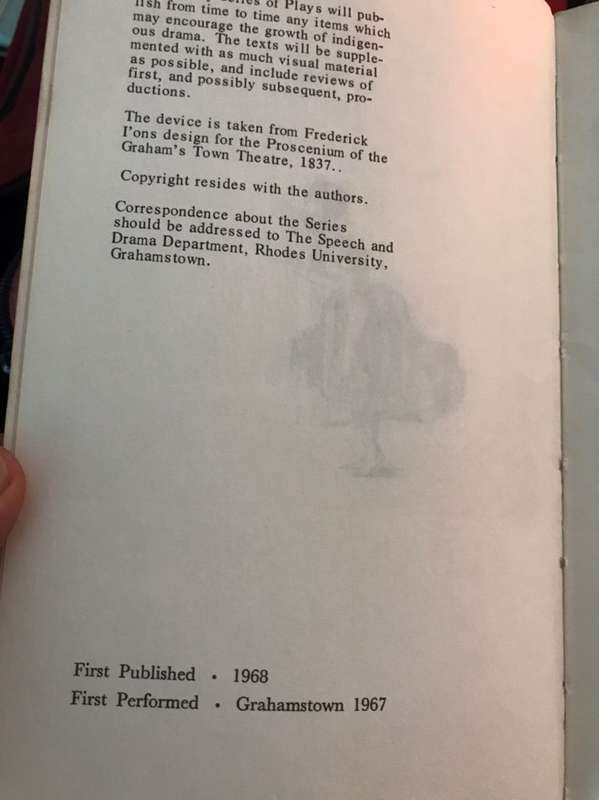 of Plays will pub-
lish from time to time any items which
may encourage the growth of indigen-
ous drama. The texts will be supple-
mented with as much visual material
as possible, and include reviews of
first, and possibly subsequent, pro-
ductions.
The device is taken from Frederick
I'ons design for the Proscenium of the
Graham's Town Theatre, 1837..
Copyright resides with the authors.
Correspondence about the Series
should be addressed to The Speech and
Drama Department, Rhodes University,
Grahamstown.
First Published • 1968
First Performed • Grahamstown 1967